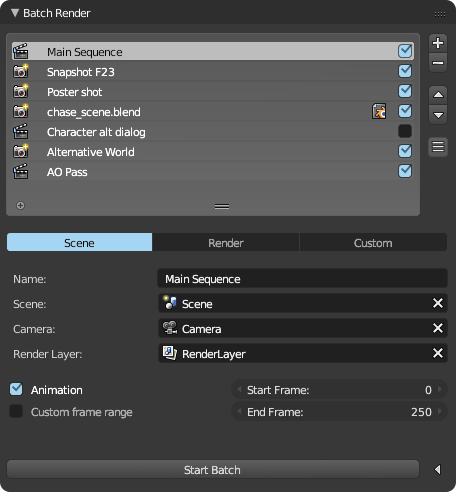 Batch Render
Main Sequence
Snapshot F23
Poster shot
chase_scene.blend
Character alt dialog
Alternative World
AO Pass
Scene Render Custom
Name: Main Sequence
Scene: Scene
Camera: Camera
Render Layer: RenderLayer
Animation Start Frame: 0
Custom frame range End Frame: 250
Start Batch